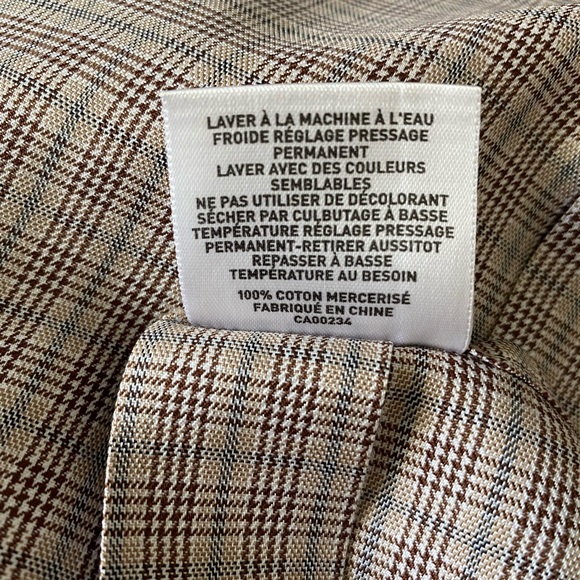 LAVER À LA MACHINE À L'EAU
FROIDE RÉGLAGE PRESSAGE
PERMANENT
LAVER AVEC DES COULEURS
SEMBLABLES
NE PAS UTILISER DE DÉCOLORANT
SÉCHER PAR CULBUTAGE À BASSE
TEMPÉRATURE RÉGLAGE PRESSAGE
PERMANENT-RETIRER AUSSITOT
REPASSER À BASSE
TEMPÉRATURE AU BESOIN
100% COTON MERCERISÉ
FABRIQUÉ EN CHINE
CA00234